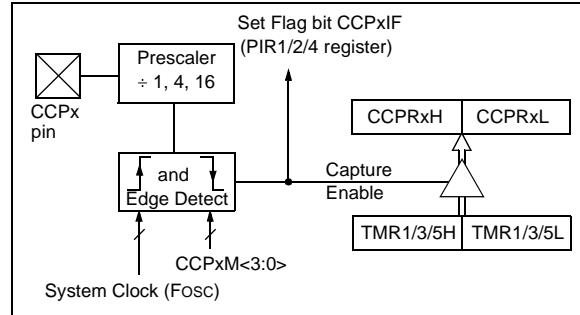 Set Flag bit CCPxIF
(PIR1/2/4 register)
Prescaler
÷ 1, 4, 16
CCPx
pin
CCPRxH CCPRxL
and
Edge Detect
Capture
Enable
TMR1/3/5H TMR1/3/5L
CCPxM<3:0>
System Clock (FOSC)